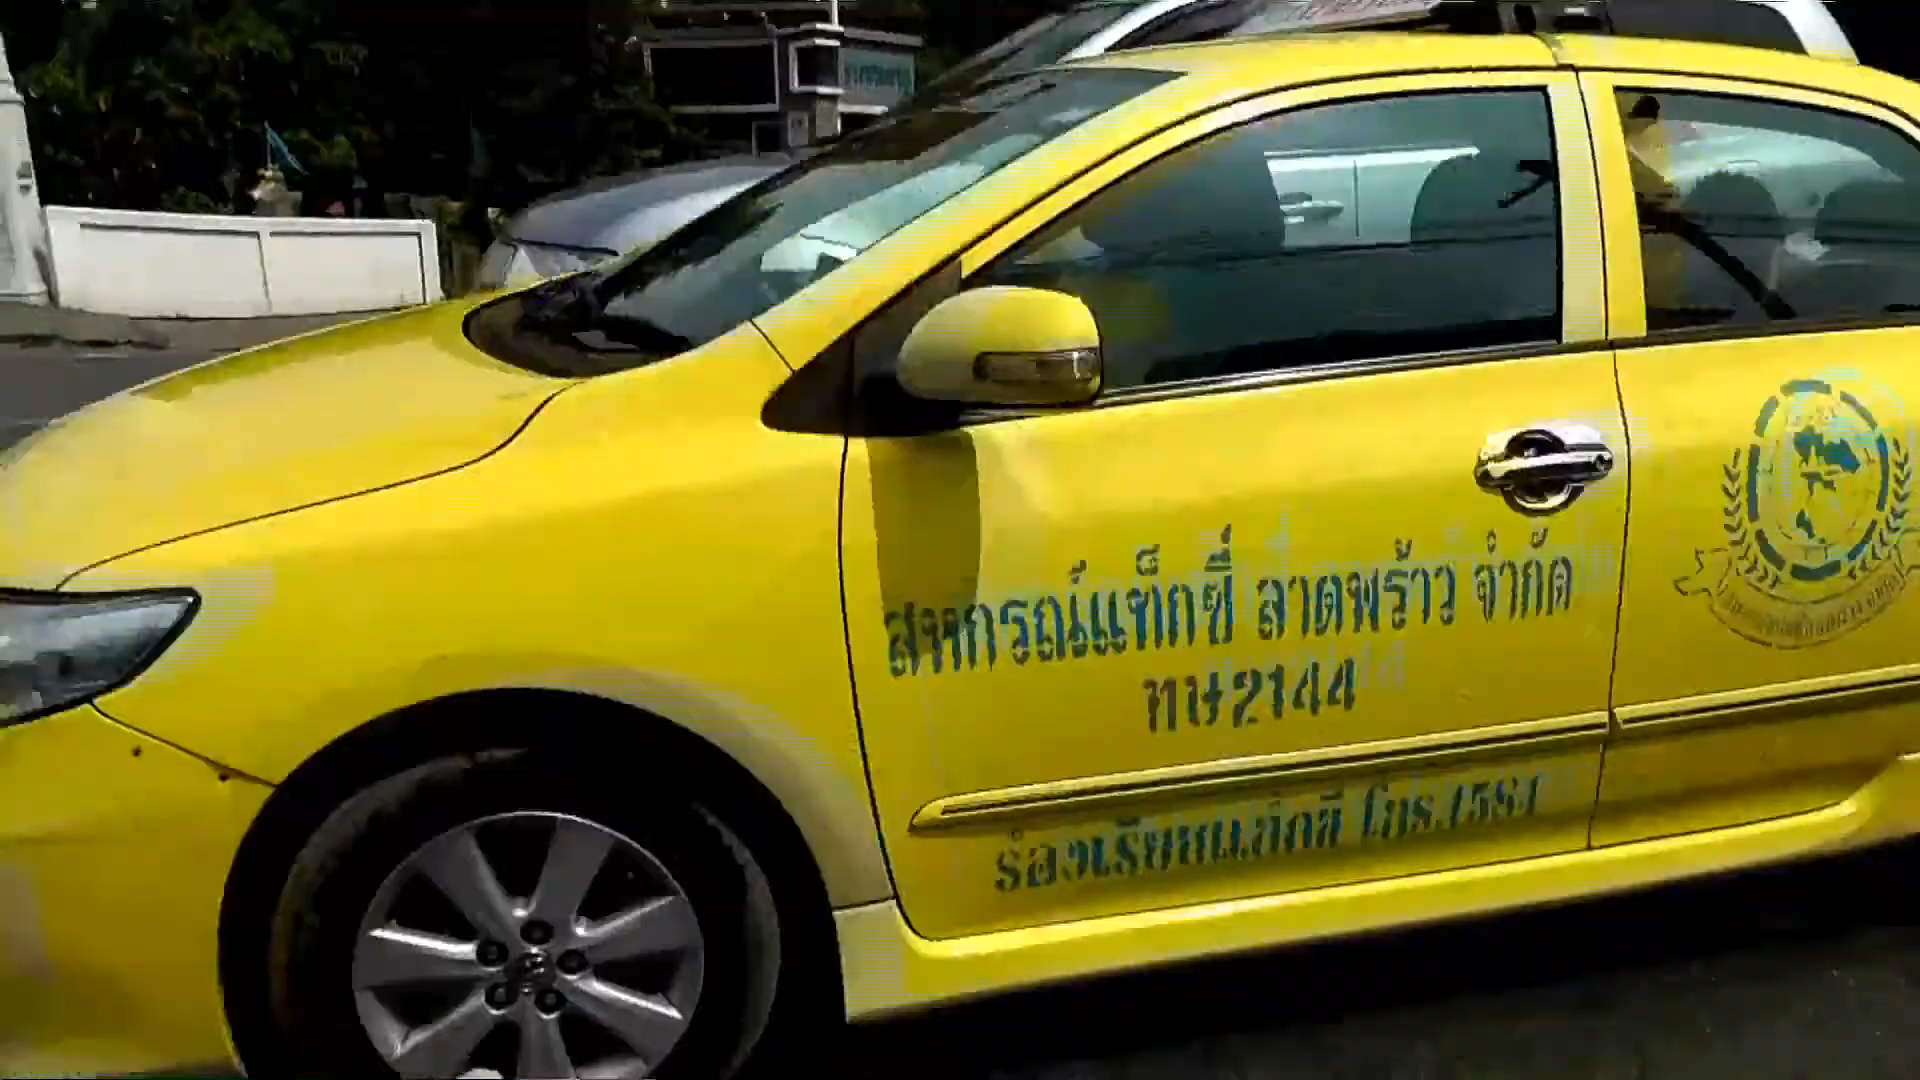 สหกรณ์แท็กซี่ ลาดพร้าว จำกัด
ทษ2144
ร้องเรียนแท็กซี่ โทร.1584